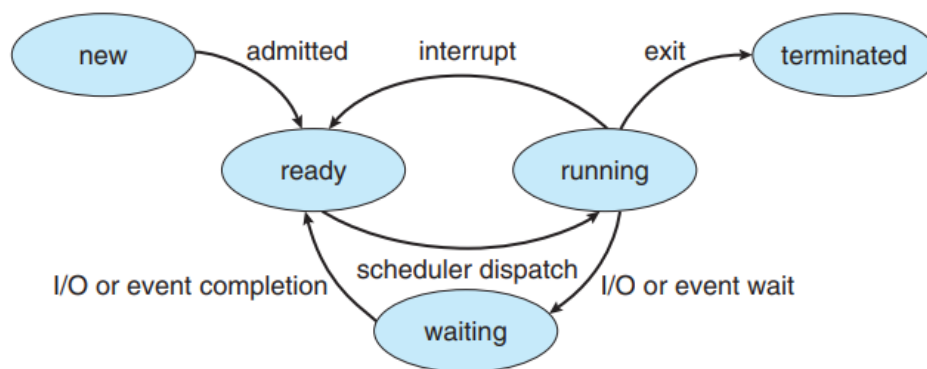 new
admitted
interrupt
exit
terminated
ready
running
scheduler dispatch
I/O or event completion
I/O or event wait
waiting